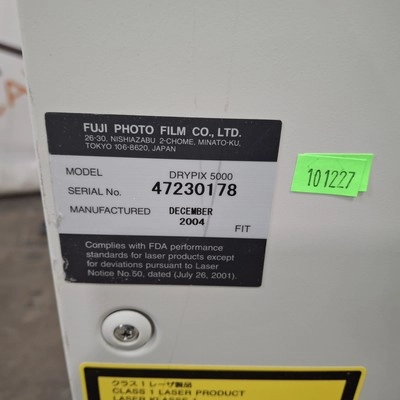 FUJI PHOTO FILM CO., LTD.
26-30, NISHIAZABU 2-CHOME, MINATO-KU,
TOKYO 106-8620, JAPAN
MODEL DRYPIX 5000
SERIAL No. 47230178
MANUFACTURED DECEMBER
2004 FIT
Complies with FDA performance
standards for laser products except
for deviations pursuant to Laser
Notice No.50, dated (July 26, 2001).
101227
クラス1レーザ製品
CLASS 1 LASER PRODUCT
LASER KLASSE 1